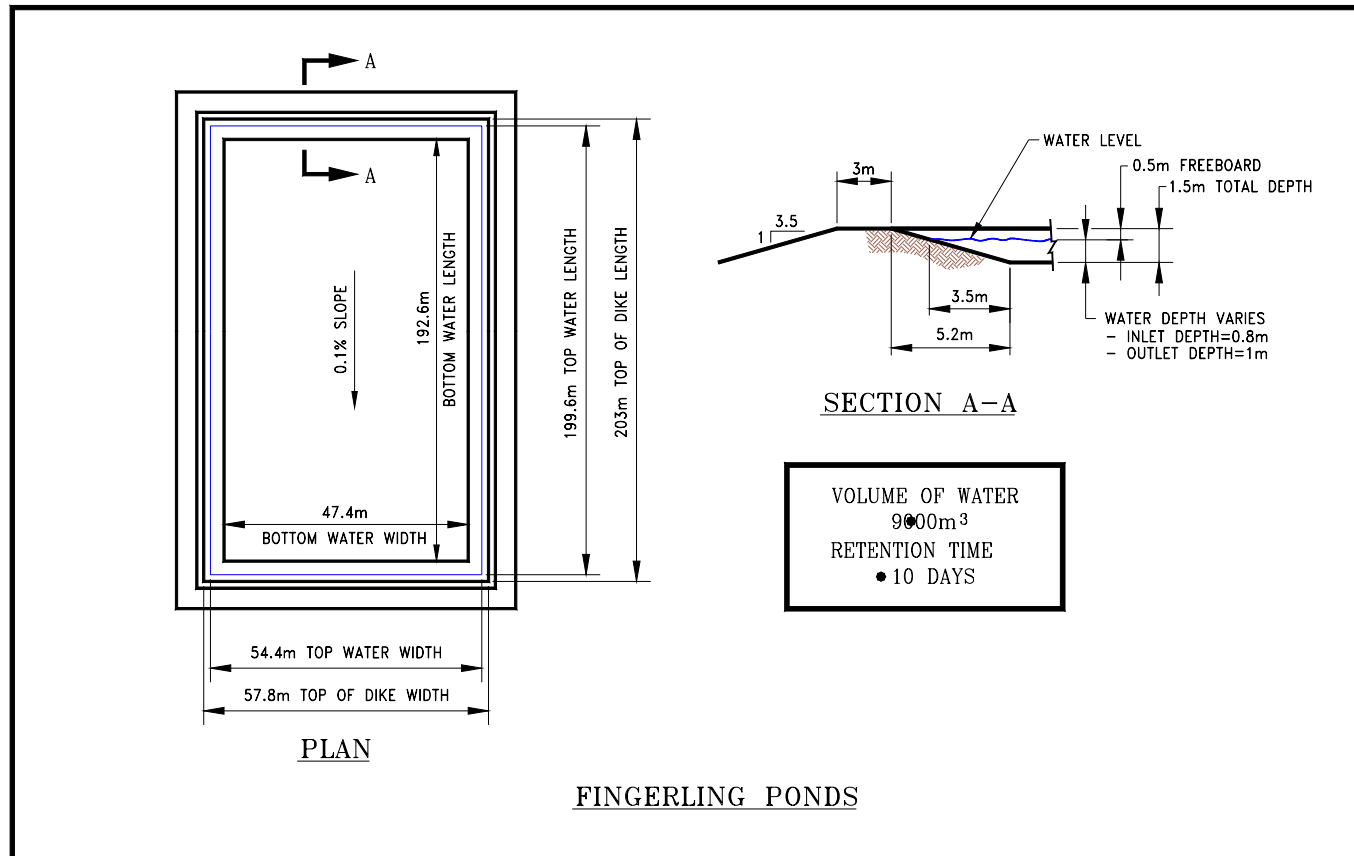 A
A
0.1% SLOPE
192.6m
BOTTOM WATER LENGTH
199.6m TOP WATER LENGTH
203m TOP OF DIKE LENGTH
47.4m
BOTTOM WATER WIDTH
54.4m TOP WATER WIDTH
57.8m TOP OF DIKE WIDTH
PLAN
WATER LEVEL
0.5m FREEBOARD
1.5m TOTAL DEPTH
3m
3.5
1
3.5m
5.2m
WATER DEPTH VARIES
- INLET DEPTH=0.8m
- OUTLET DEPTH=1m
SECTION A-A
VOLUME OF WATER
9000m³
RETENTION TIME
• 10 DAYS
FINGERLING PONDS